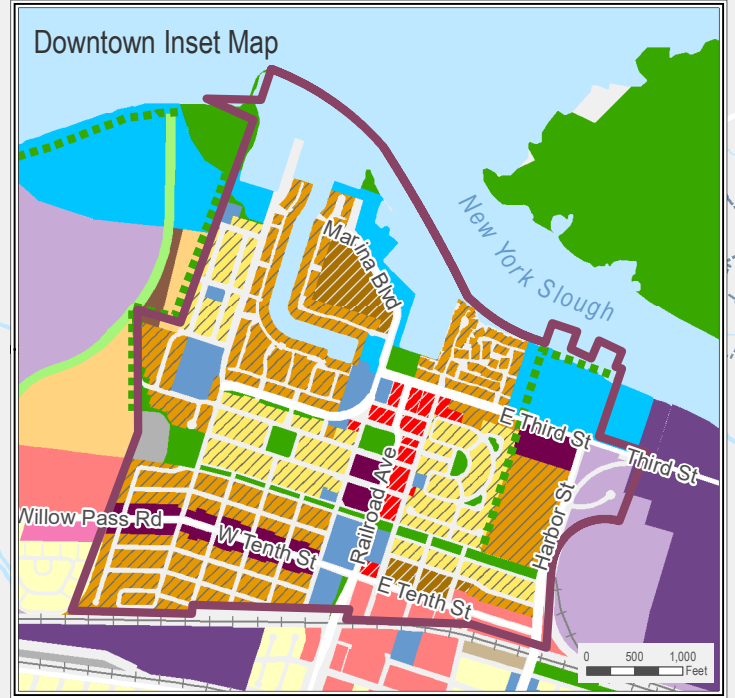 Downtown Inset Map
New York Slough
Marina Blvd
E Third St
Third St
Railroad Ave
Harbor St
Willow Pass Rd
W Tenth St
E Tenth St
0 500 1,000
Feet